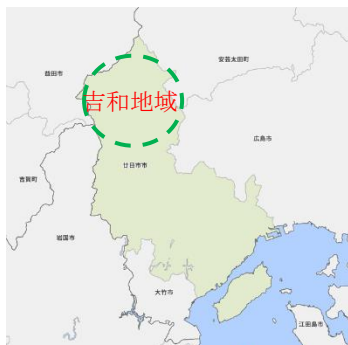 益田市
安芸太田町
吉和地域
広島市
廿日市市
吉賀町
岩国市
大竹市
江田島市